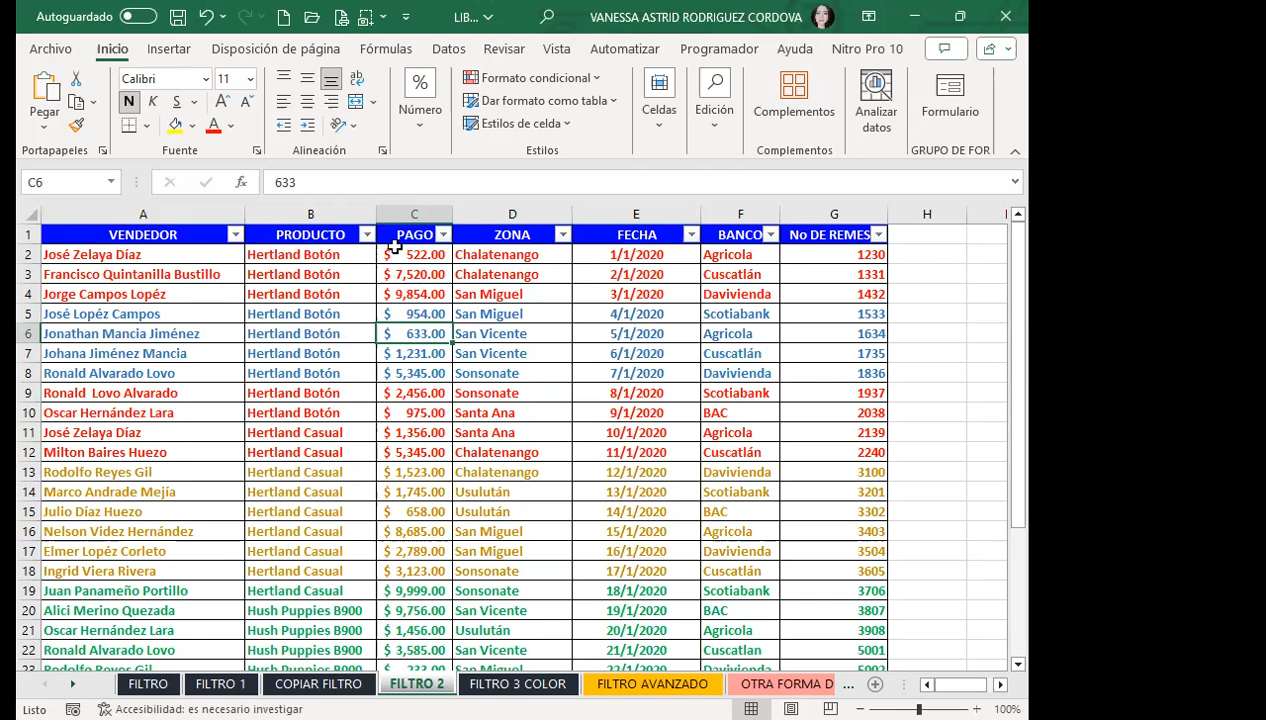 Autoguardado LIB... VANESSA ASTRID RODRIGUEZ CORDOVA
Archivo Inicio Insertar Disposición de página Fórmulas Datos Revisar Vista Automatizar Programador Ayuda Nitro Pro 10
Pegar Calibri 11 Número Formato condicional Celdas Edición Complementos Analizar datos Formulario
N K S Dar formato como tabla
Estilos de celda
Portapapeles Fuente Alineación Estilos Complementos GRUPO DE FOR
C6 fx 633
A B C D E F G H I
1 VENDEDOR PRODUCTO PAGO ZONA FECHA BANCO No DE REMES
2 José Zelaya Díaz Hertland Botón $ 522.00 Chalatenango 1/1/2020 Agricola 1230
3 Francisco Quintanilla Bustillo Hertland Botón $ 7,520.00 Chalatenango 2/1/2020 Cuscatlán 1331
4 Jorge Campos Lopéz Hertland Botón $ 9,854.00 San Miguel 3/1/2020 Davivienda 1432
5 José Lopéz Campos Hertland Botón $ 954.00 San Miguel 4/1/2020 Scotiabank 1533
6 Jonathan Mancia Jiménez Hertland Botón $ 633.00 San Vicente 5/1/2020 Agricola 1634
7 Johana Jiménez Mancia Hertland Botón $ 1,231.00 San Vicente 6/1/2020 Cuscatlán 1735
8 Ronald Alvarado Lovo Hertland Botón $ 5,345.00 Sonsonate 7/1/2020 Davivienda 1836
9 Ronald Lovo Alvarado Hertland Botón $ 2,456.00 Sonsonate 8/1/2020 Scotiabank 1937
10 Oscar Hernández Lara Hertland Botón $ 975.00 Santa Ana 9/1/2020 BAC 2038
11 José Zelaya Díaz Hertland Casual $ 1,356.00 Santa Ana 10/1/2020 Agricola 2139
12 Milton Baires Huezo Hertland Casual $ 5,345.00 Chalatenango 11/1/2020 Cuscatlán 2240
13 Rodolfo Reyes Gil Hertland Casual $ 1,523.00 Chalatenango 12/1/2020 Davivienda 3100
14 Marco Andrade Mejía Hertland Casual $ 1,745.00 Usulután 13/1/2020 Scotiabank 3201
15 Julio Díaz Huezo Hertland Casual $ 658.00 Usulután 14/1/2020 BAC 3302
16 Nelson Videz Hernández Hertland Casual $ 8,685.00 San Miguel 15/1/2020 Agricola 3403
17 Elmer Lopéz Corleto Hertland Casual $ 2,789.00 San Miguel 16/1/2020 Davivienda 3504
18 Ingrid Viera Rivera Hertland Casual $ 3,123.00 Sonsonate 17/1/2020 Cuscatlán 3605
19 Juan Panameño Portillo Hertland Casual $ 9,999.00 Sonsonate 18/1/2020 Scotiabank 3706
20 Alici Merino Quezada Hush Puppies B900 $ 9,756.00 San Vicente 19/1/2020 BAC 3807
21 Oscar Hernández Lara Hush Puppies B900 $ 1,456.00 Usulután 20/1/2020 Agricola 3908
22 Ronald Alvarado Lovo Hush Puppies B900 $ 3,585.00 San Vicente 21/1/2020 Cuscatlan 5001
23 Rodolfo Reyes Gil Hush Puppies B900 $ 233.00 San Miguel 22/1/2020 Davivienda 5002
FILTRO FILTRO 1 COPIAR FILTRO FILTRO 2 FILTRO 3 COLOR FILTRO AVANZADO OTRA FORMA D ...
Listo Accesibilidad: es necesario investigar 100%